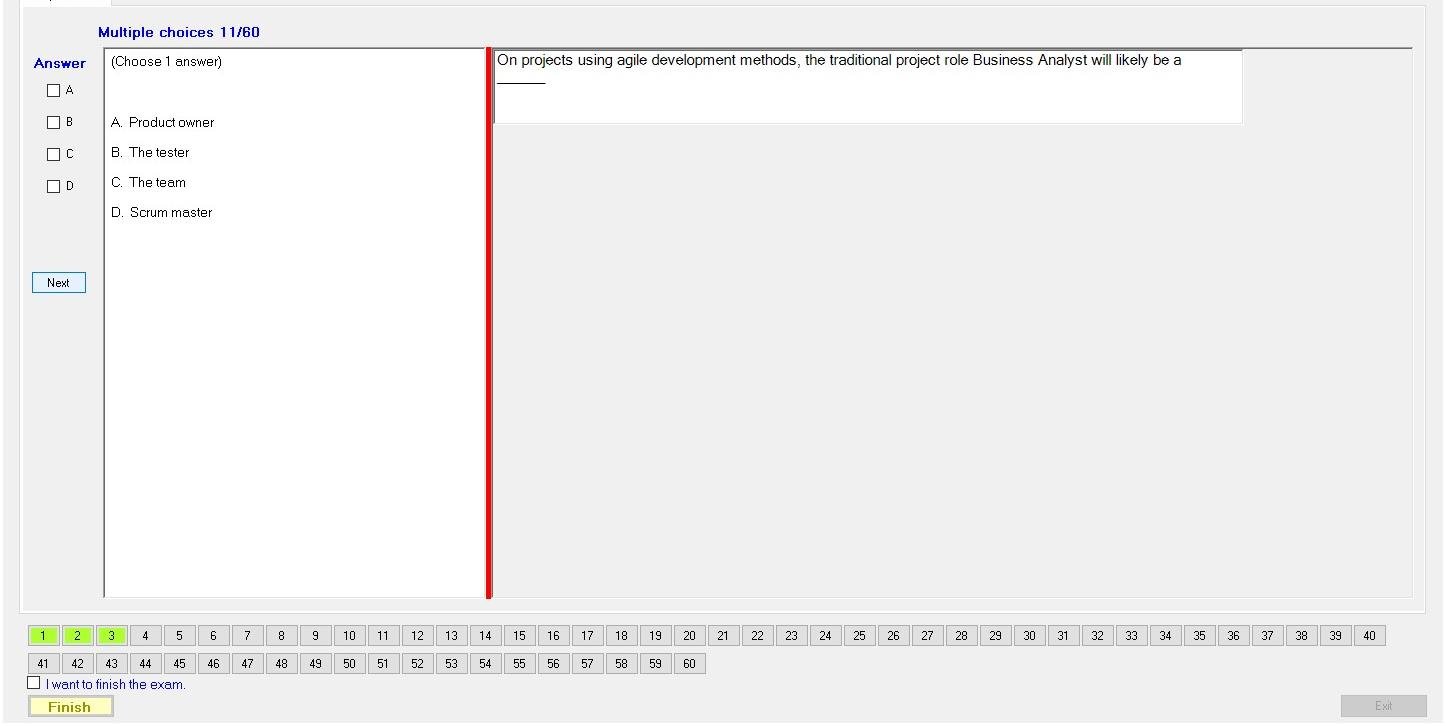 Multiple choices 11/60
Answer
A
B
C
D
Next
(Choose 1 answer)
A. Product owner
B. The tester
C. The team
D. Scrum master
On projects using agile development methods, the traditional project role Business Analyst will likely be a
______
1 2 3 4 5 6 7 8 9 10 11 12 13 14 15 16 17 18 19 20 21 22 23 24 25 26 27 28 29 30 31 32 33 34 35 36 37 38 39 40
41 42 43 44 45 46 47 48 49 50 51 52 53 54 55 56 57 58 59 60
I want to finish the exam.
Finish
Exit